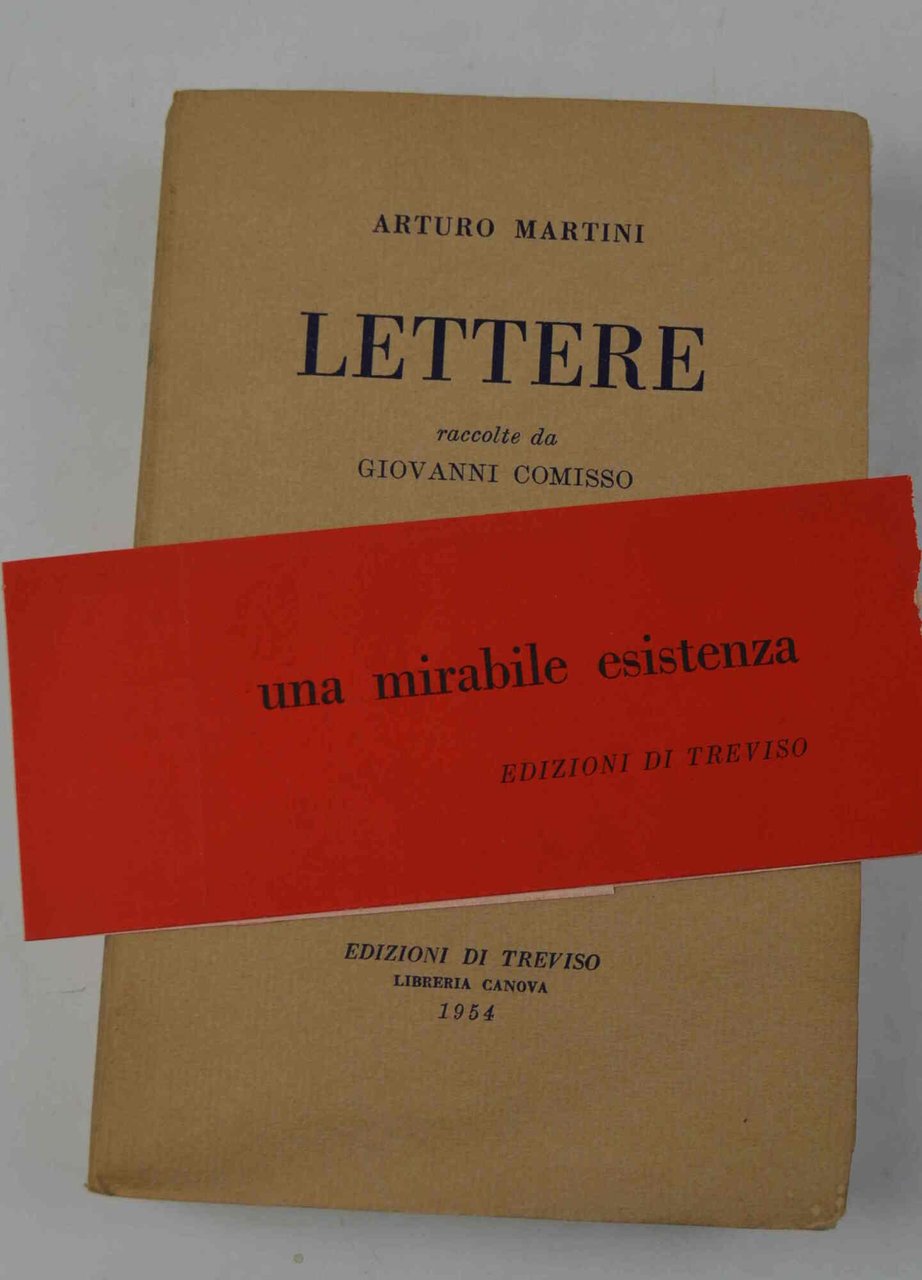 ARTURO MARTINI
LETTERE
raccolte da
GIOVANNI COMISSO
una mirabile esistenza
EDIZIONI DI TREVISO
EDIZIONI DI TREVISO
LIBRERIA CANOVA
1954